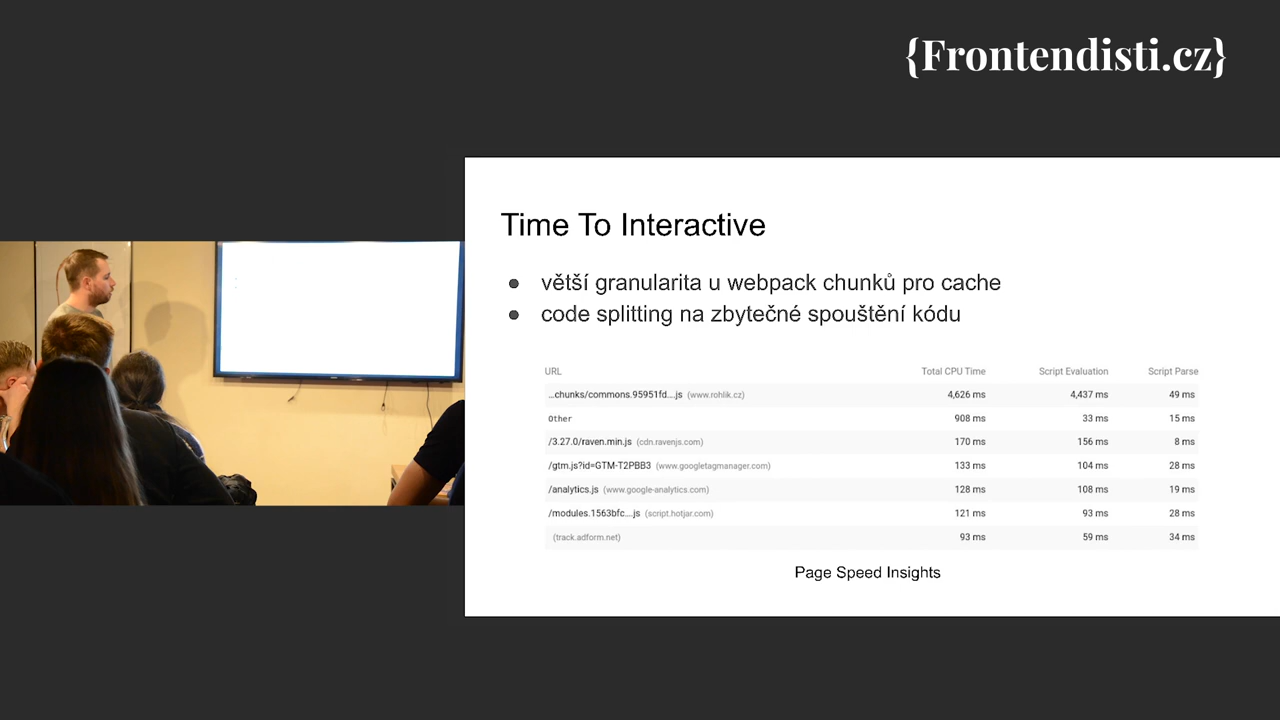 {Frontendisti.cz}
Time To Interactive
● větší granularita u webpack chunků pro cache
● code splitting na zbytečné spouštění kódu
URL Total CPU Time Script Evaluation Script Parse
…chunks/commons.95951fd….js (www.rohlik.cz) 4,626 ms 4,437 ms 49 ms
Other 908 ms 33 ms 15 ms
/3.27.0/raven.min.js (cdn.ravenjs.com) 170 ms 156 ms 8 ms
/gtm.js?id=GTM-T2PBB3 (www.googletagmanager.com) 133 ms 104 ms 28 ms
/analytics.js (www.google-analytics.com) 128 ms 108 ms 19 ms
/modules.1563bfc….js (script.hotjar.com) 121 ms 93 ms 28 ms
(track.adform.net) 93 ms 59 ms 34 ms
Page Speed Insights